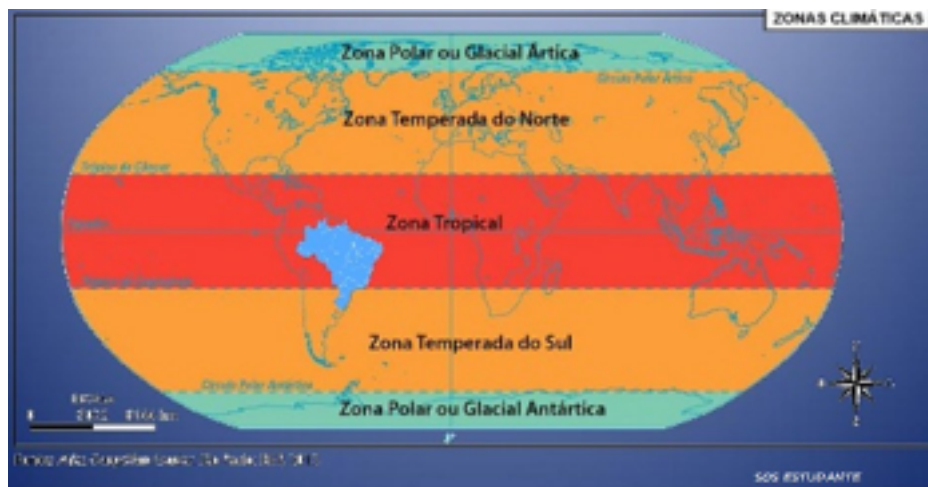 ZONAS CLIMÁTICAS
Zona Polar ou Glacial Ártica
Círculo Polar Ártico
Zona Temperada do Norte
Trópico de Câncer
Zona Tropical
Equador
Trópico de Capricórnio
Zona Temperada do Sul
Círculo Polar Antártico
Zona Polar ou Glacial Antártica
0°
SOS ESTUDANTE